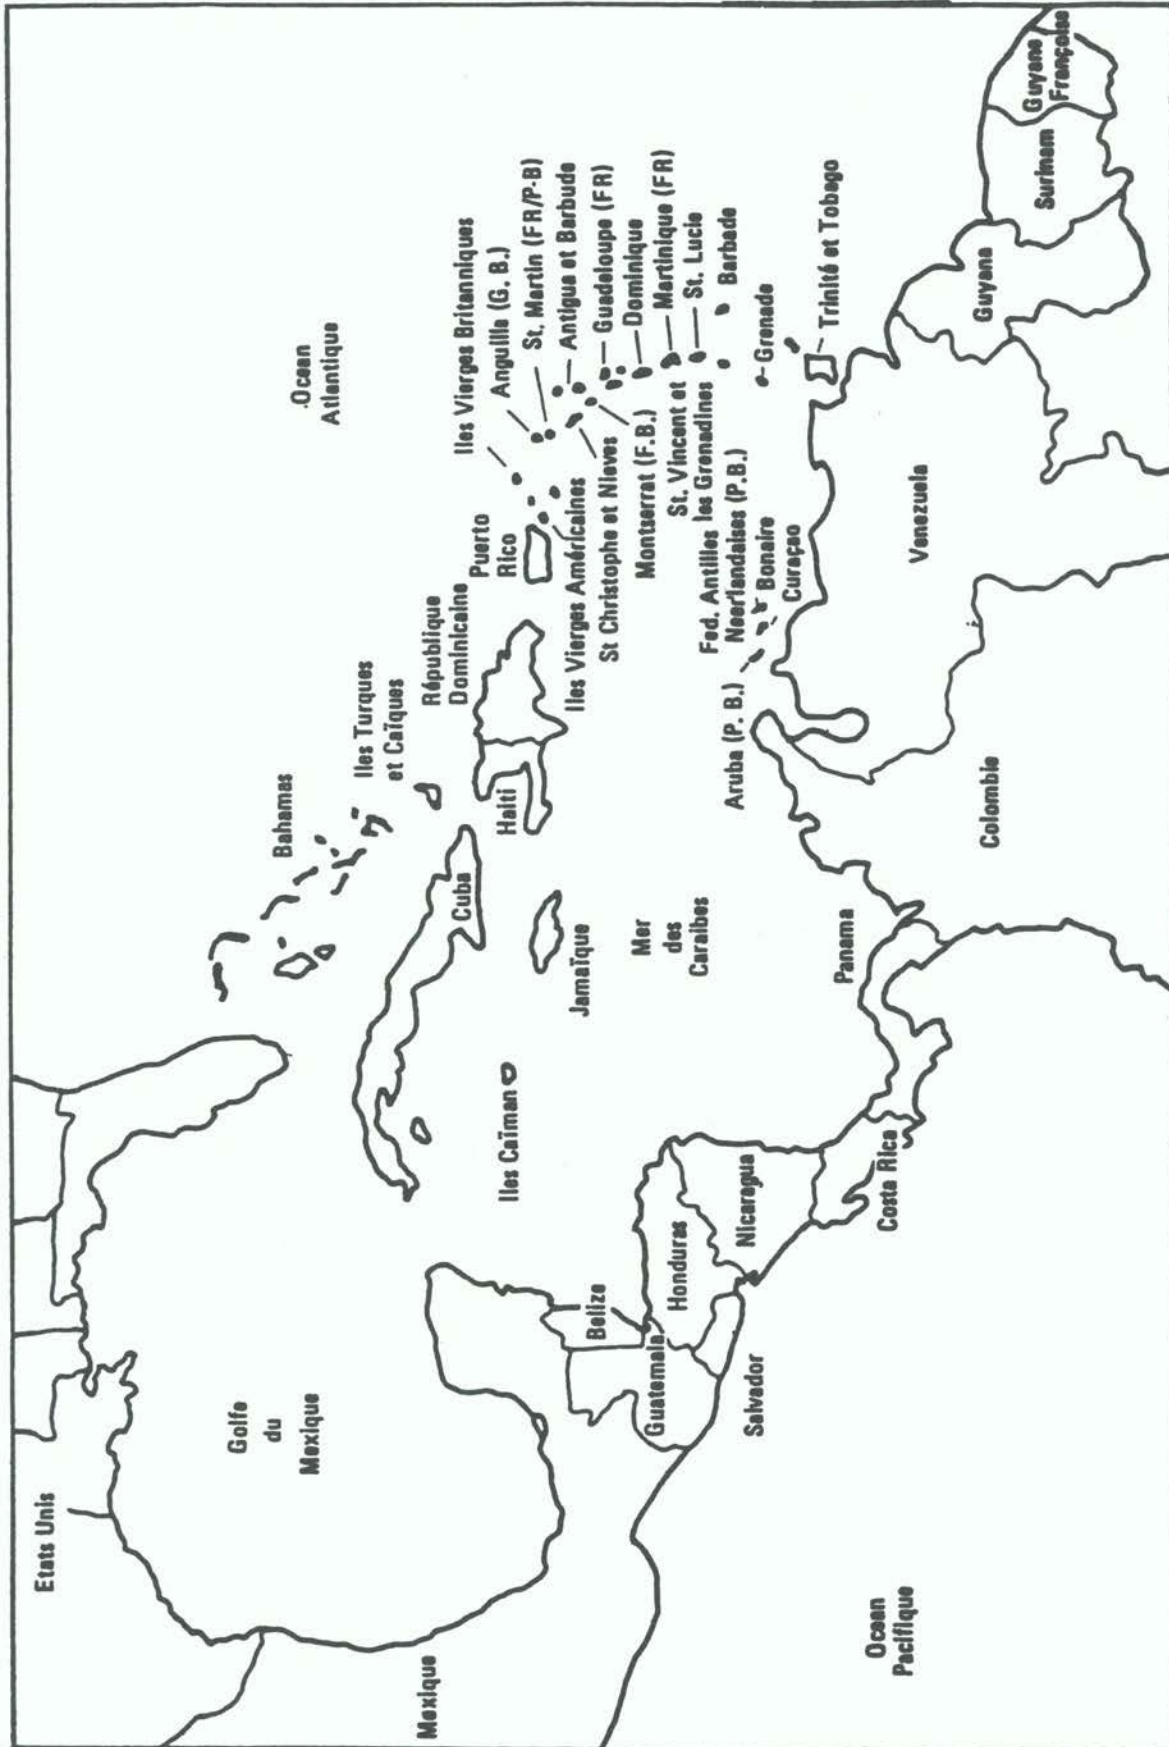 Etats Unis
Golfe
du
Mexique
Mexique
Ocean
Pacifique
Ocean
Atlantique
Bahamas
Iles Turques
et Caïques
Cuba
Iles Caïman
Jamaïque
Haiti
République
Dominicaine
Puerto
Rico
Iles Vierges Britanniques
Anguilla (G. B.)
St. Martin (FR/P-B)
Antigua et Barbude
Guadeloupe (FR)
Dominique
Martinique (FR)
St. Lucie
Barbade
Grenade
Trinité et Tobago
Iles Vierges Américaines
St Christophe et Nieves
Montserrat (F.B.)
St. Vincent et
les Grenadines
Fed. Antilles
Neerlandaises (P.B.)
Bonaire
Curaçao
Aruba (P. B.)
Mer
des
Caraibes
Belize
Guatemala
Honduras
Salvador
Nicaragua
Costa Rica
Panama
Colombie
Venezuela
Guyana
Surinam
Guyane
Françoise